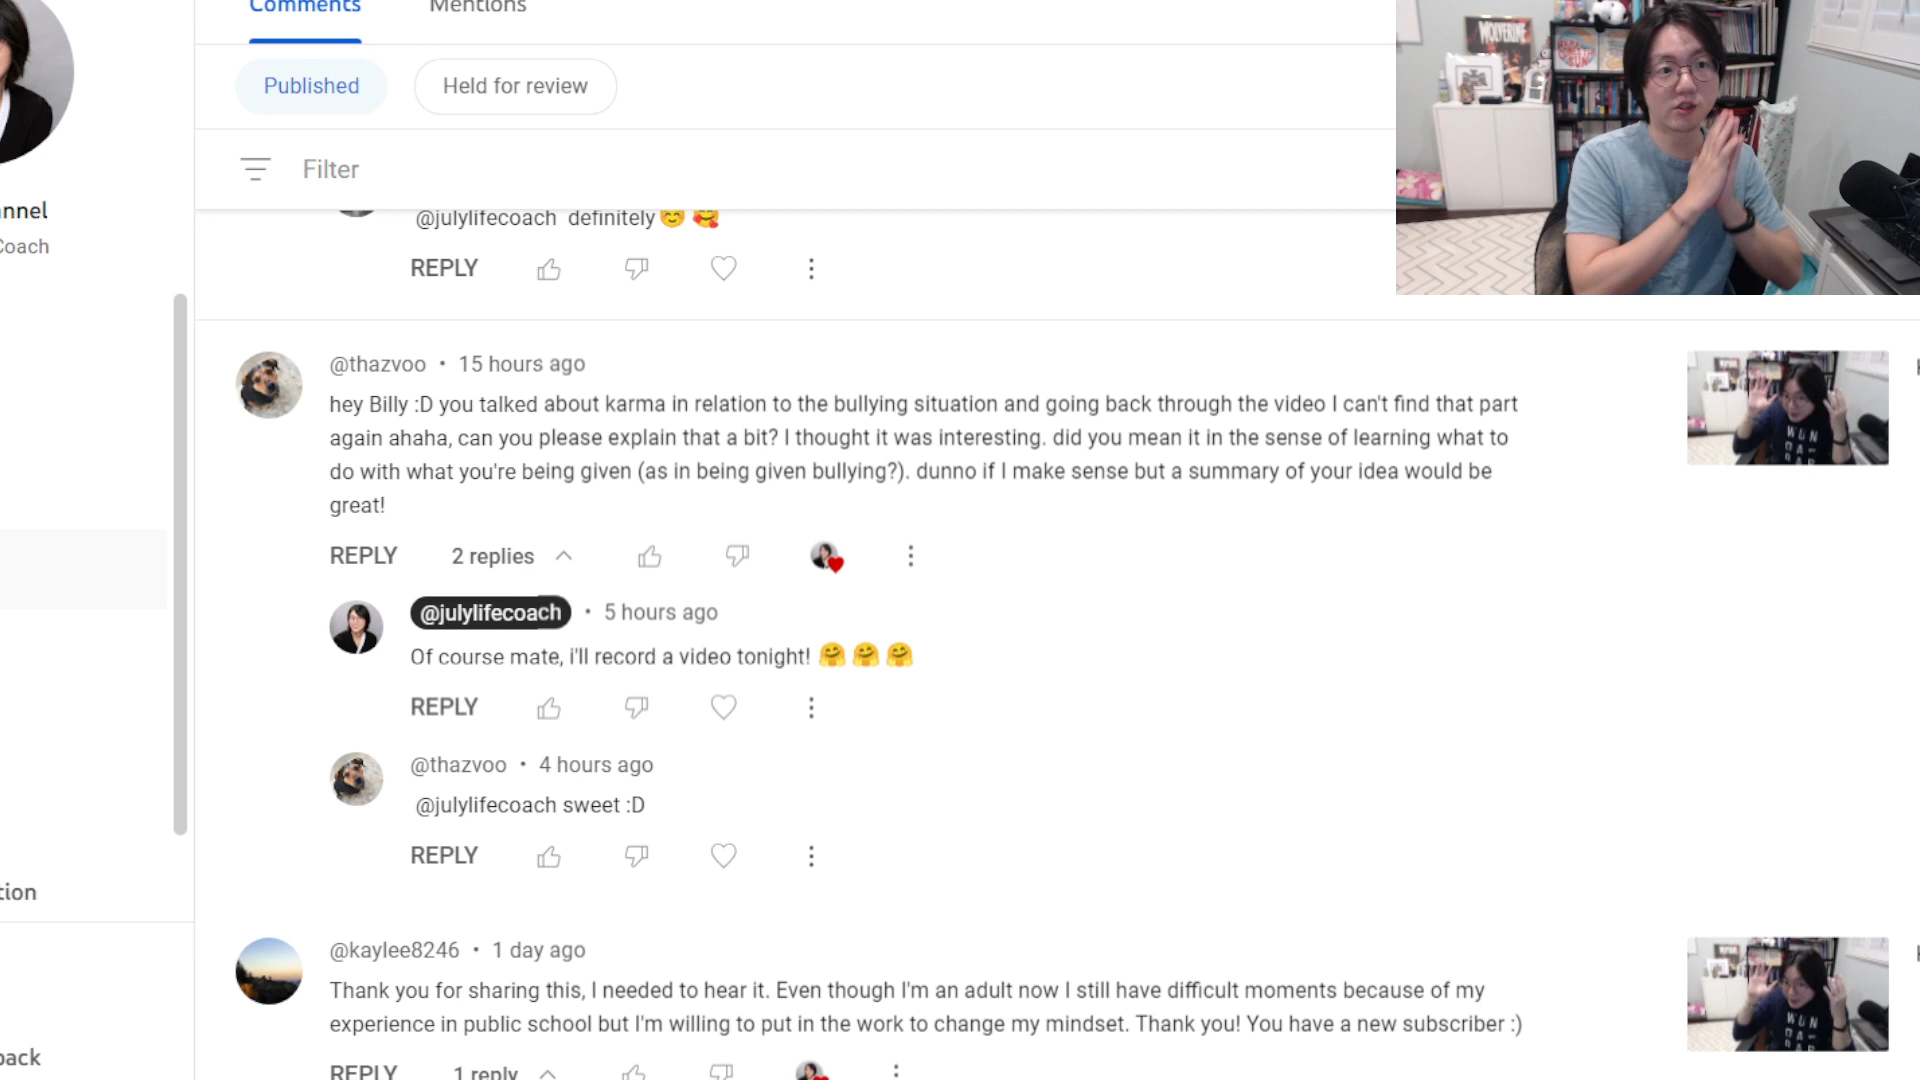 Comments Mentions
Published Held for review
Filter
nnel
Coach
tion
back
@julylifecoach definitely☺️ 🥰
REPLY
@thazvoo • 15 hours ago
hey Billy :D you talked about karma in relation to the bullying situation and going back through the video I can't find that part
again ahaha, can you please explain that a bit? I thought it was interesting. did you mean it in the sense of learning what to
do with what you're being given (as in being given bullying?). dunno if I make sense but a summary of your idea would be
great!
REPLY 2 replies
@julylifecoach • 5 hours ago
Of course mate, i'll record a video tonight! 🤗 🤗 🤗
REPLY
@thazvoo • 4 hours ago
@julylifecoach sweet :D
REPLY
@kaylee8246 • 1 day ago
Thank you for sharing this, I needed to hear it. Even though I'm an adult now I still have difficult moments because of my
experience in public school but I'm willing to put in the work to change my mindset. Thank you! You have a new subscriber :)
REPLY 1 reply
WOLVERINE